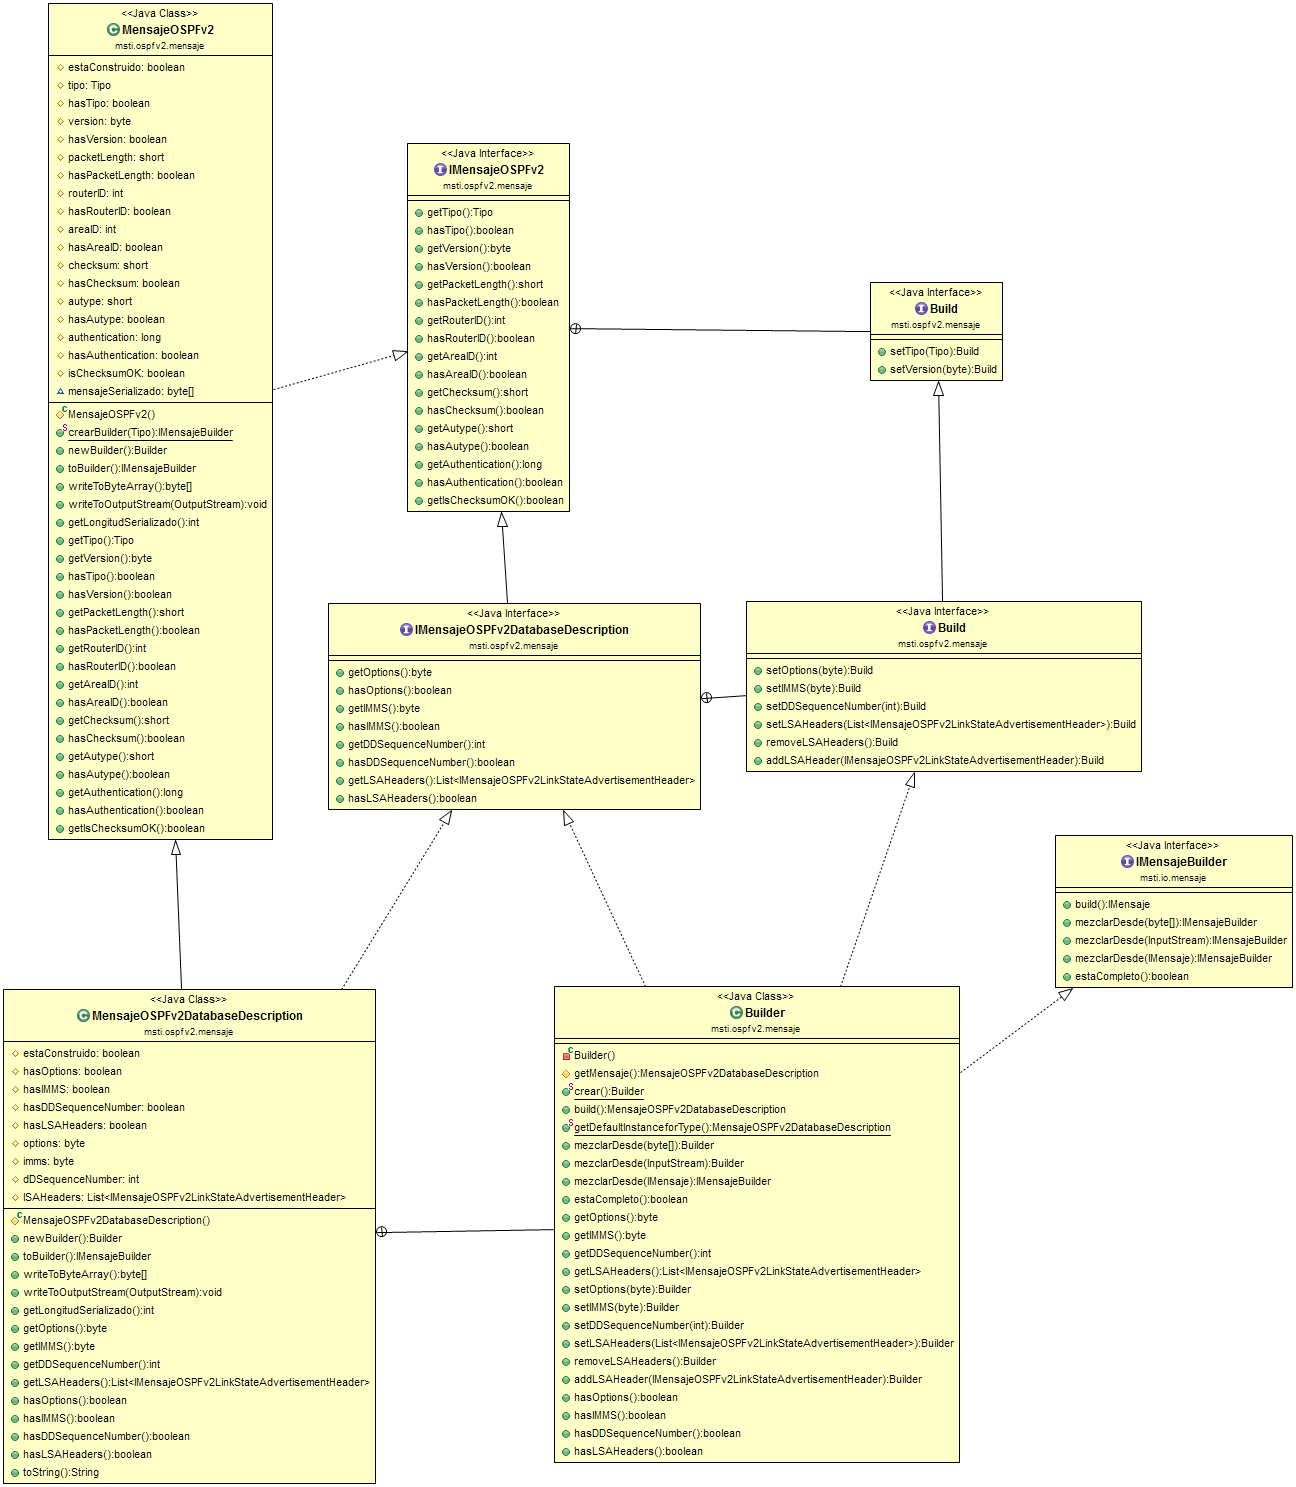 <<Java Class>>
MensajeOSPFv2
msti.ospfv2.mensaje
estaConstruido: boolean
tipo: Tipo
hasTipo: boolean
version: byte
hasVersion: boolean
packetLength: short
hasPacketLength: boolean
routerID: int
hasRouterID: boolean
areaID: int
hasAreaID: boolean
checksum: short
hasChecksum: boolean
autype: short
hasAutype: boolean
authentication: long
hasAuthentication: boolean
isChecksumOK: boolean
mensajeSerializado: byte[]
MensajeOSPFv2()
crearBuilder(Tipo):IMensajeBuilder
newBuilder():Builder
toBuilder():IMensajeBuilder
writeToByteArray():byte[]
writeToOutputStream(OutputStream):void
getLongitudSerializado():int
getTipo():Tipo
getVersion():byte
hasTipo():boolean
hasVersion():boolean
getPacketLength():short
hasPacketLength():boolean
getRouterID():int
hasRouterID():boolean
getAreaID():int
hasAreaID():boolean
getChecksum():short
hasChecksum():boolean
getAutype():short
hasAutype():boolean
getAuthentication():long
hasAuthentication():boolean
getIsChecksumOK():boolean
<<Java Interface>>
IMensajeOSPFv2
msti.ospfv2.mensaje
getTipo():Tipo
hasTipo():boolean
getVersion():byte
hasVersion():boolean
getPacketLength():short
hasPacketLength():boolean
getRouterID():int
hasRouterID():boolean
getAreaID():int
hasAreaID():boolean
getChecksum():short
hasChecksum():boolean
getAutype():short
hasAutype():boolean
getAuthentication():long
hasAuthentication():boolean
getIsChecksumOK():boolean
<<Java Interface>>
Build
msti.ospfv2.mensaje
setTipo(Tipo):Build
setVersion(byte):Build
<<Java Interface>>
IMensajeOSPFv2DatabaseDescription
msti.ospfv2.mensaje
getOptions():byte
hasOptions():boolean
getIMMS():byte
hasIMMS():boolean
getDDSequenceNumber():int
hasDDSequenceNumber():boolean
getLSAHeaders():List<IMensajeOSPFv2LinkStateAdvertisementHeader>
hasLSAHeaders():boolean
<<Java Interface>>
Build
msti.ospfv2.mensaje
setOptions(byte):Build
setIMMS(byte):Build
setDDSequenceNumber(int):Build
setLSAHeaders(List<IMensajeOSPFv2LinkStateAdvertisementHeader>):Build
removeLSAHeaders():Build
addLSAHeader(IMensajeOSPFv2LinkStateAdvertisementHeader):Build
<<Java Interface>>
IMensajeBuilder
msti.io.mensaje
build():IMensaje
mezclarDesde(byte[]):IMensajeBuilder
mezclarDesde(InputStream):IMensajeBuilder
mezclarDesde(IMensaje):IMensajeBuilder
estaCompleto():boolean
<<Java Class>>
MensajeOSPFv2DatabaseDescription
msti.ospfv2.mensaje
estaConstruido: boolean
hasOptions: boolean
hasIMMS: boolean
hasDDSequenceNumber: boolean
hasLSAHeaders: boolean
options: byte
imms: byte
dDSequenceNumber: int
lSAHeaders: List<IMensajeOSPFv2LinkStateAdvertisementHeader>
MensajeOSPFv2DatabaseDescription()
newBuilder():Builder
toBuilder():IMensajeBuilder
writeToByteArray():byte[]
writeToOutputStream(OutputStream):void
getLongitudSerializado():int
getOptions():byte
getIMMS():byte
getDDSequenceNumber():int
getLSAHeaders():List<IMensajeOSPFv2LinkStateAdvertisementHeader>
hasOptions():boolean
hasIMMS():boolean
hasDDSequenceNumber():boolean
hasLSAHeaders():boolean
toString():String
<<Java Class>>
Builder
msti.ospfv2.mensaje
Builder()
getMensaje():MensajeOSPFv2DatabaseDescription
crear():Builder
build():MensajeOSPFv2DatabaseDescription
getDefaultInstanceforType():MensajeOSPFv2DatabaseDescription
mezclarDesde(byte[]):Builder
mezclarDesde(InputStream):Builder
mezclarDesde(IMensaje):IMensajeBuilder
estaCompleto():boolean
getOptions():byte
getIMMS():byte
getDDSequenceNumber():int
getLSAHeaders():List<IMensajeOSPFv2LinkStateAdvertisementHeader>
setOptions(byte):Builder
setIMMS(byte):Builder
setDDSequenceNumber(int):Builder
setLSAHeaders(List<IMensajeOSPFv2LinkStateAdvertisementHeader>):Builder
removeLSAHeaders():Builder
addLSAHeader(IMensajeOSPFv2LinkStateAdvertisementHeader):Builder
hasOptions():boolean
hasIMMS():boolean
hasDDSequenceNumber():boolean
hasLSAHeaders():boolean